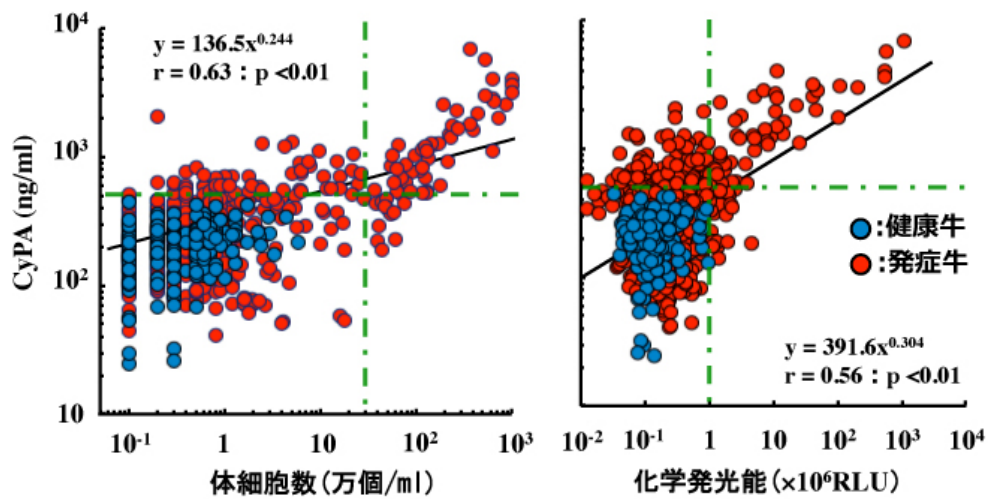 CyPA (ng/ml)
10⁴
10³
10²
10
y = 136.5x^0.244
r = 0.63：p <0.01
10⁻¹
1
10
10²
10³
体細胞数（万個/ml）
y = 391.6x^0.304
r = 0.56：p <0.01
：健康牛
：発症牛
10⁻²
10⁻¹
1
10
10²
10³
10⁴
化学発光能（×10⁶RLU）